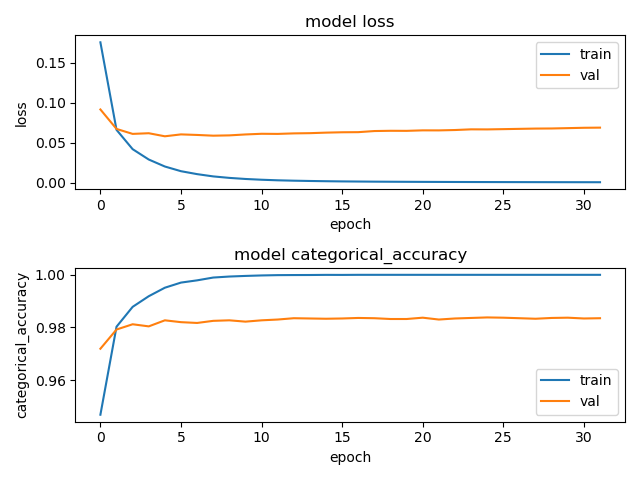 model loss
train
val
0.15
0.10
0.05
0.00
loss
0 5 10 15 20 25 30
epoch
model categorical_accuracy
1.00
0.98
0.96
categorical_accuracy
train
val
0 5 10 15 20 25 30
epoch